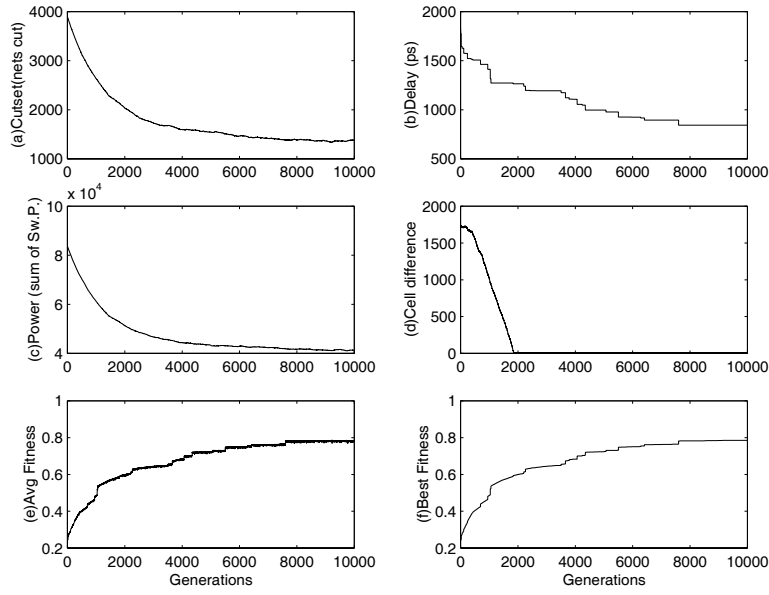 (a)Cutset(nets cut)
4000
3000
2000
1000
0 2000 4000 6000 8000 10000
(b)Delay (ps)
2000
1500
1000
500
0 2000 4000 6000 8000 10000
(c)Power (sum of Sw.P.)
x 10^4
10
8
6
4
0 2000 4000 6000 8000 10000
(d)Cell difference
2000
1500
1000
500
0
0 2000 4000 6000 8000 10000
(e)Avg Fitness
1
0.8
0.6
0.4
0.2
0 2000 4000 6000 8000 10000
Generations
(f)Best Fitness
1
0.8
0.6
0.4
0.2
0 2000 4000 6000 8000 10000
Generations